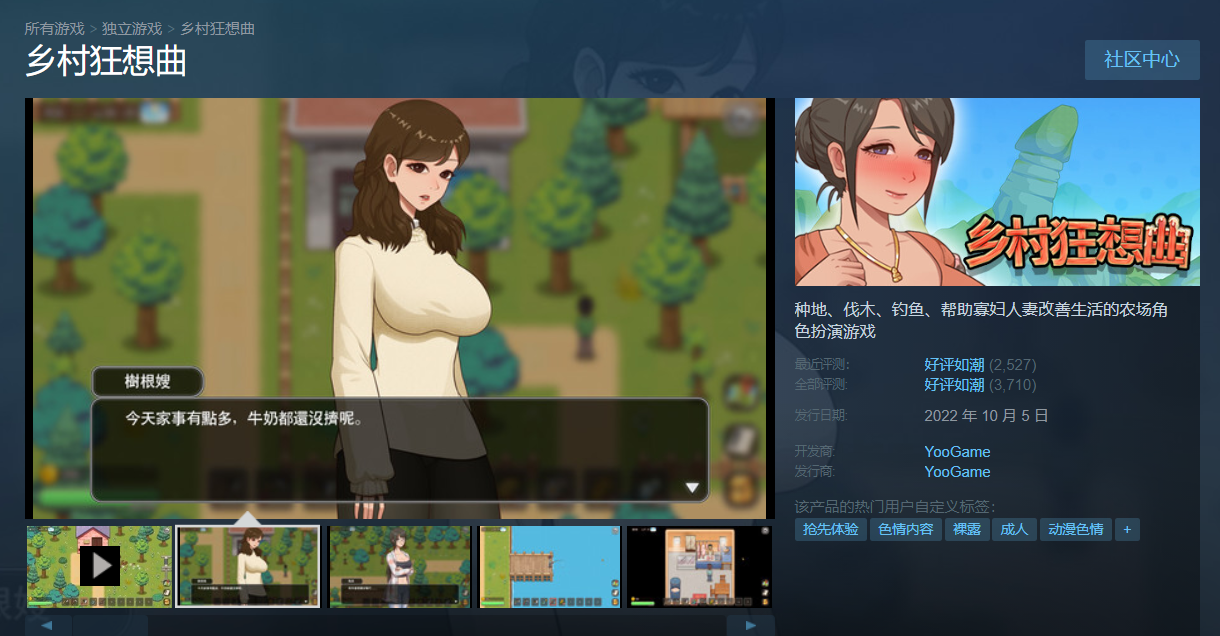 所有游戏 > 独立游戏 > 乡村狂想曲
乡村狂想曲
社区中心
樹根嫂
今天家事有點多，牛奶都還沒擠呢。
乡村狂想曲
种地、伐木、钓鱼、帮助寡妇人妻改善生活的农场角
色扮演游戏
最近评测: 好评如潮 (2,527)
全部评测: 好评如潮 (3,710)
发行日期: 2022 年 10 月 5 日
开发商: YooGame
发行商: YooGame
该产品的热门用户自定义标签：
抢先体验 色情内容 裸露 成人 动漫色情 +